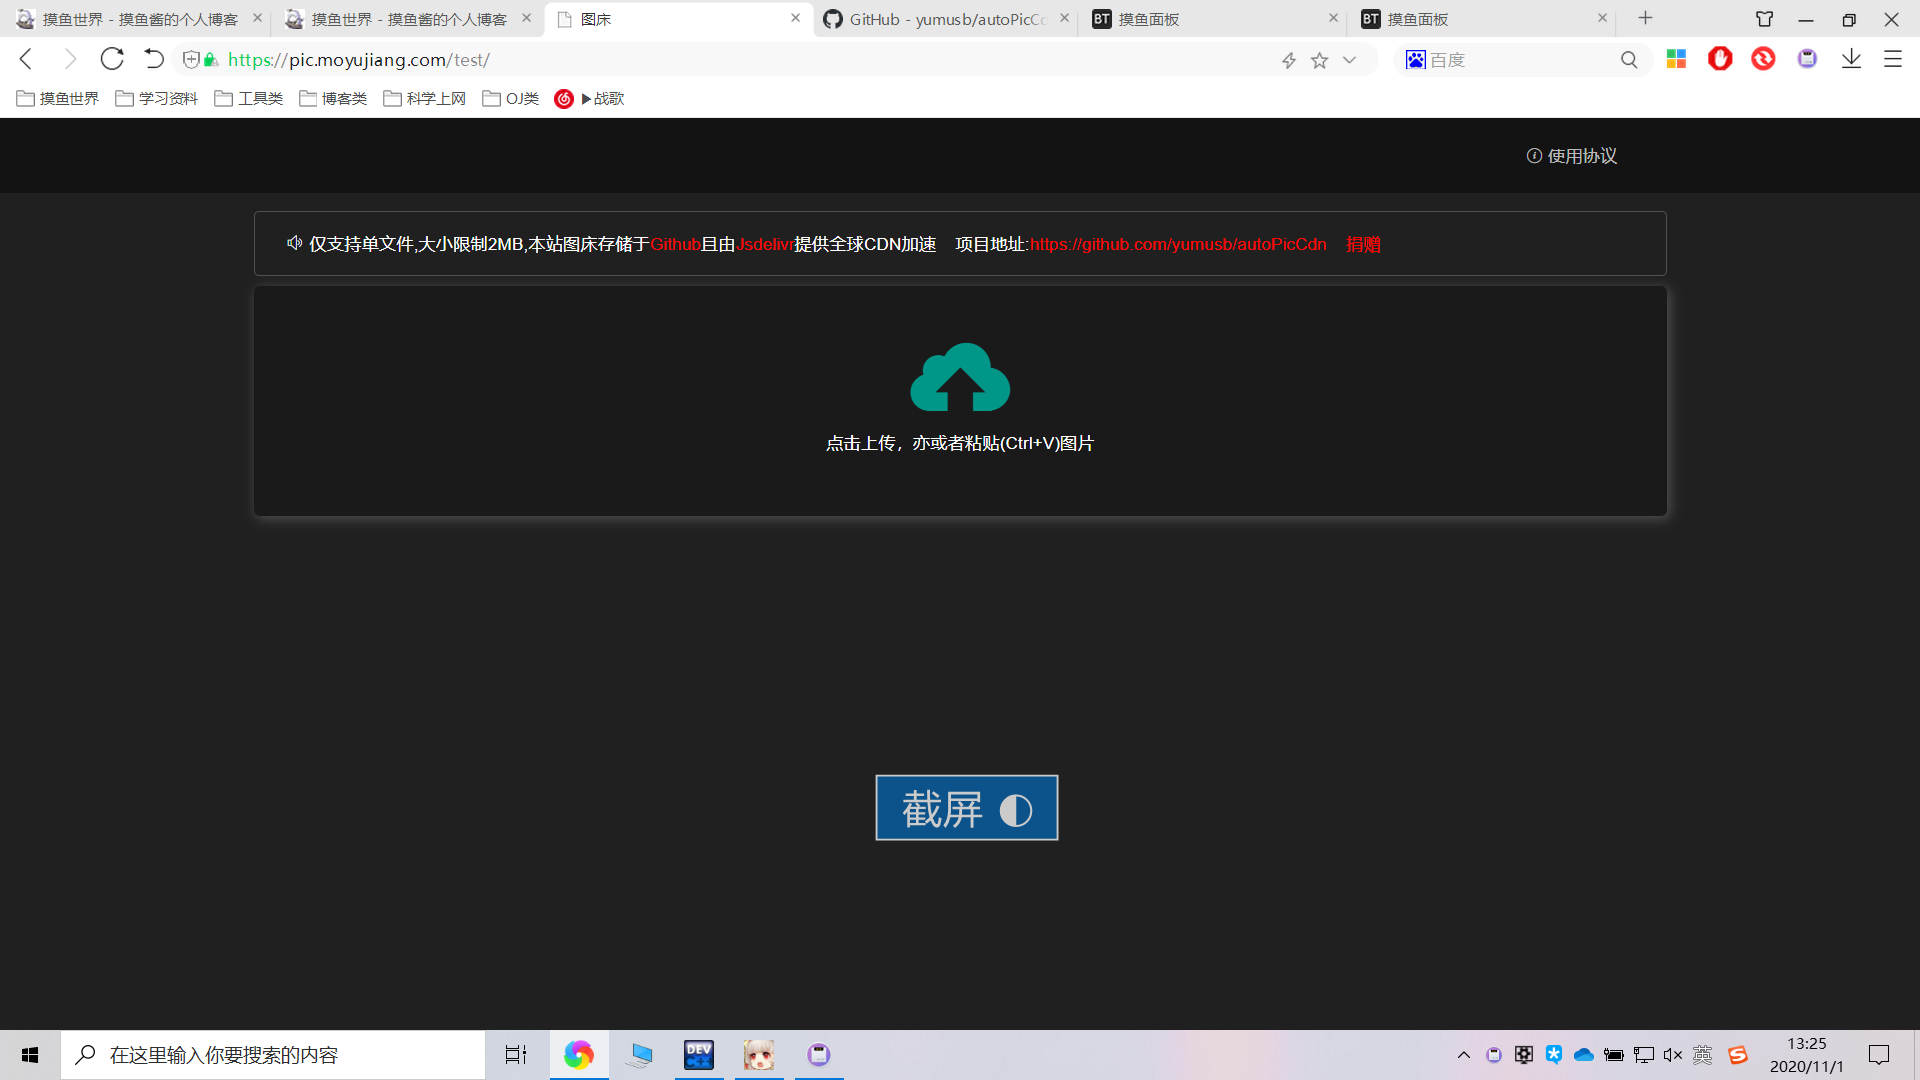 摸鱼世界 - 摸鱼酱的个人博客
摸鱼世界 - 摸鱼酱的个人博客
图床
GitHub - yumusb/autoPicC
BT 摸鱼面板
BT 摸鱼面板
https://pic.moyujiang.com/test/
百度
摸鱼世界
学习资料
工具类
博客类
科学上网
OJ类
▶战歌
使用协议
仅支持单文件,大小限制2MB,本站图床存储于Github且由Jsdelivr提供全球CDN加速 项目地址:https://github.com/yumusb/autoPicCdn 捐赠
点击上传，亦或者粘贴(Ctrl+V)图片
截屏
在这里输入你要搜索的内容
DEV
C++
英
13:25
2020/11/1